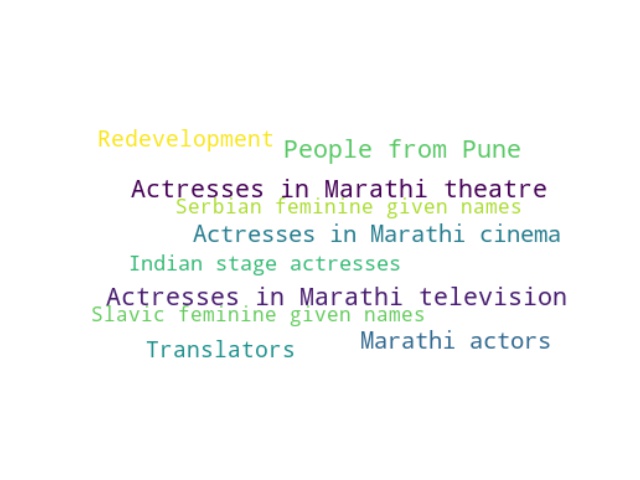 Redevelopment
People from Pune
Actresses in Marathi theatre
Serbian feminine given names
Actresses in Marathi cinema
Indian stage actresses
Actresses in Marathi television
Slavic feminine given names
Marathi actors
Translators